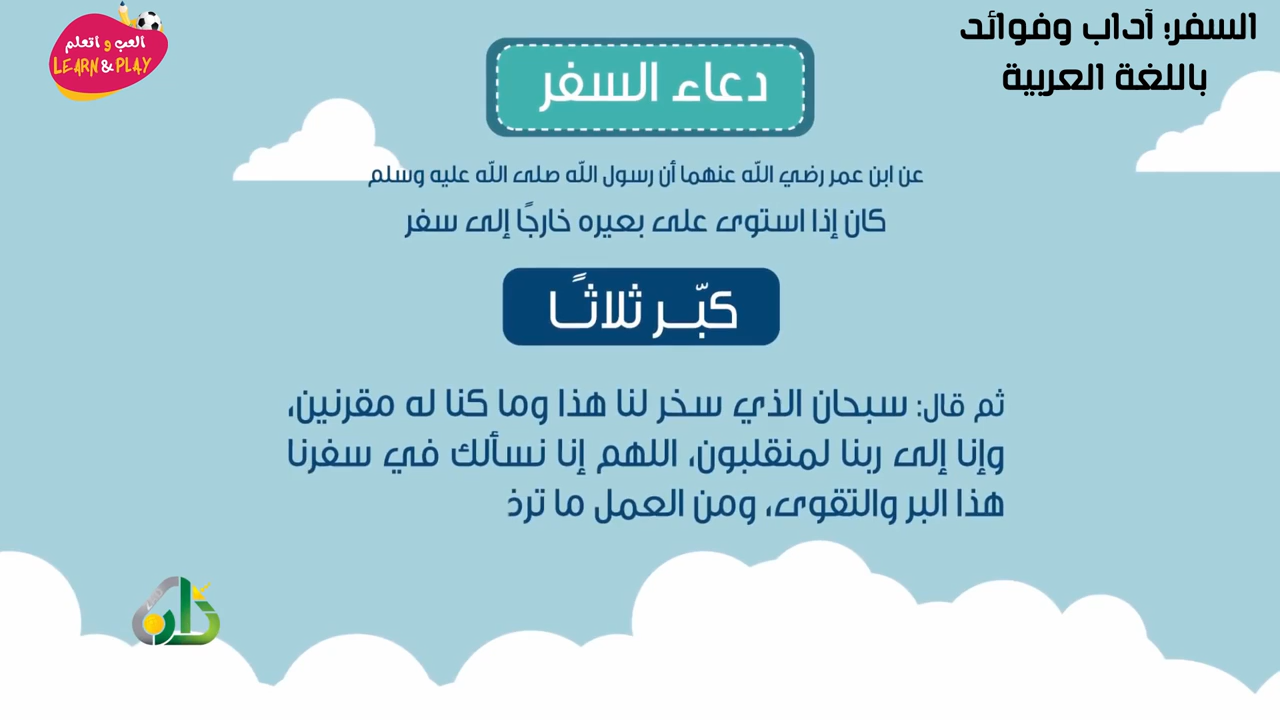 العب و اتعلم
LEARN & PLAY
السفر؛ آداب وفوائد
باللغة العربية
دعاء السفر
عن ابن عمر رضي الله عنهما أن رسول الله صلى الله عليه وسلم
كان إذا استوى على بعيره خارجًا إلى سفر
كبّر ثلاثًا
ثم قال: سبحان الذي سخر لنا هذا وما كنا له مقرنين،
وإنا إلى ربنا لمنقلبون، اللهم إنا نسألك في سفرنا
هذا البر والتقوى، ومن العمل ما ترذ